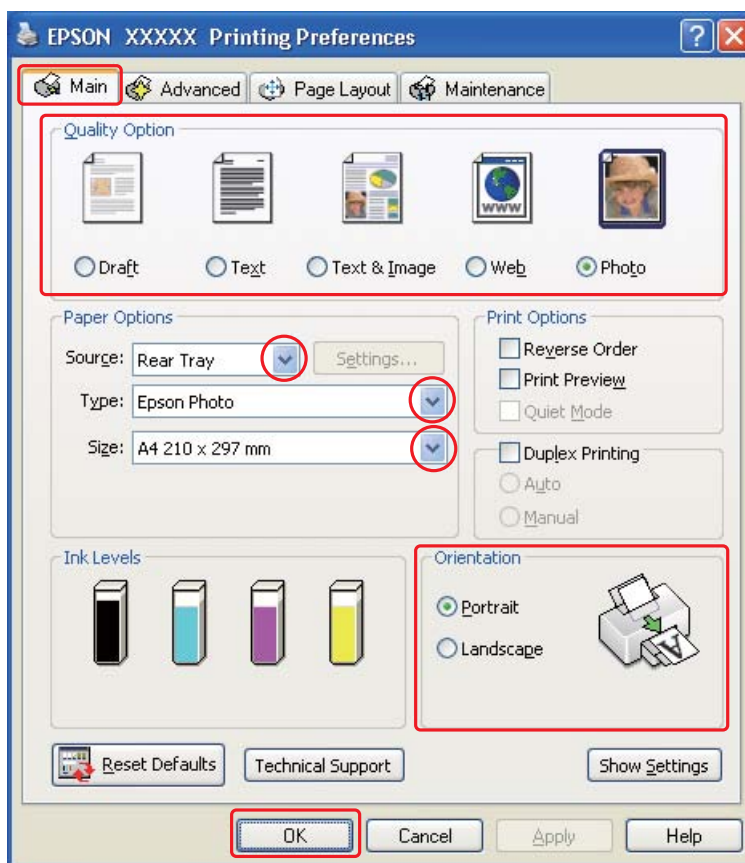 EPSON XXXXX Printing Preferences
Main Advanced Page Layout Maintenance
Quality Option
WWW
Draft Text Text & Image Web Photo
Paper Options
Source: Rear Tray Settings...
Type: Epson Photo
Size: A4 210 x 297 mm
Print Options
Reverse Order
Print Preview
Quiet Mode
Duplex Printing
Auto
Manual
Ink Levels
Orientation
Portrait
Landscape
A
Reset Defaults Technical Support Show Settings
OK Cancel Apply Help